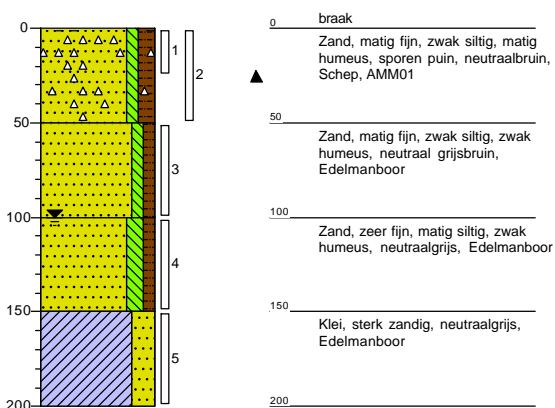 0
50
100
150
200
1
2
3
4
5
0 braak
Zand, matig fijn, zwak siltig, matig
humeus, sporen puin, neutraalbruin,
Schep, AMM01
50
Zand, matig fijn, zwak siltig, zwak
humeus, neutraal grijsbruin,
Edelmanboor
100
Zand, zeer fijn, matig siltig, zwak
humeus, neutraalgrijs, Edelmanboor
150
Klei, sterk zandig, neutraalgrijs,
Edelmanboor
200